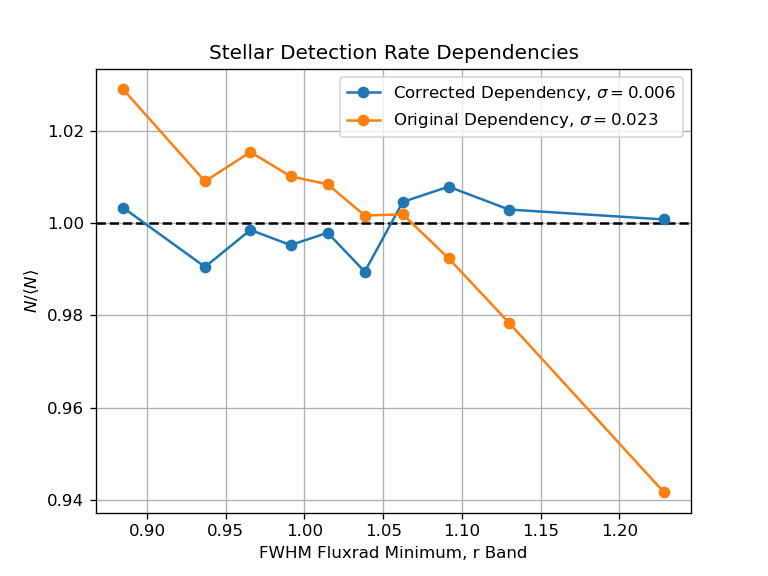 Stellar Detection Rate Dependencies
Corrected Dependency, σ = 0.006
Original Dependency, σ = 0.023
1.02
1.00
0.98
0.96
0.94
N/⟨N⟩
0.90 0.95 1.00 1.05 1.10 1.15 1.20
FWHM Fluxrad Minimum, r Band